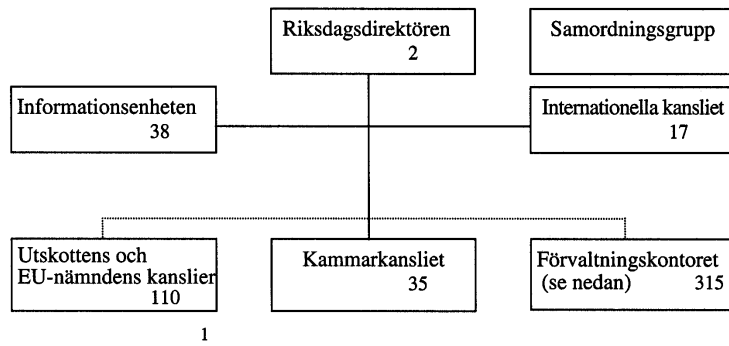 Riksdagsdirektören
2
Samordningsgrupp
Informationsenheten
38
Internationella kansliet
17
Utskottens och
EU-nämndens kanslier
110
Kammarkansliet
35
Förvaltningskontoret
(se nedan) 315
1